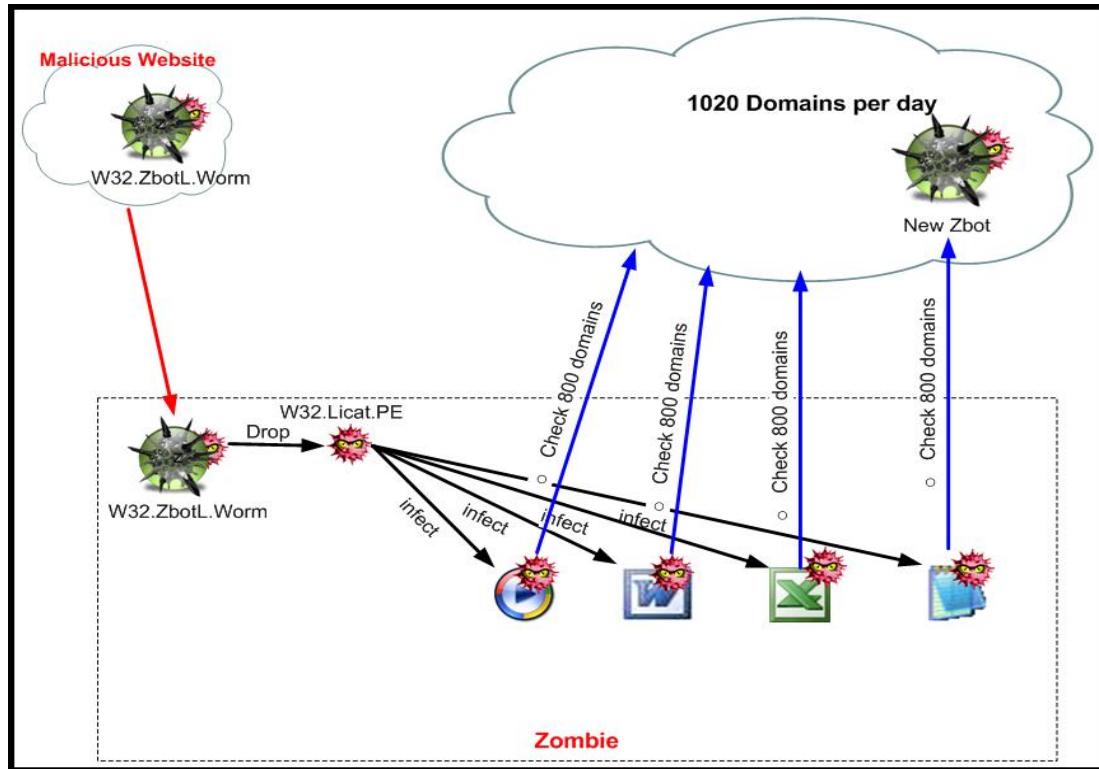 Malicious Website
W32.ZbotL.Worm
1020 Domains per day
New Zbot
Check 800 domains
Check 800 domains
Check 800 domains
Check 800 domains
W32.Licat.PE
Drop
W32.ZbotL.Worm
infect
infect
infect
infect
Zombie